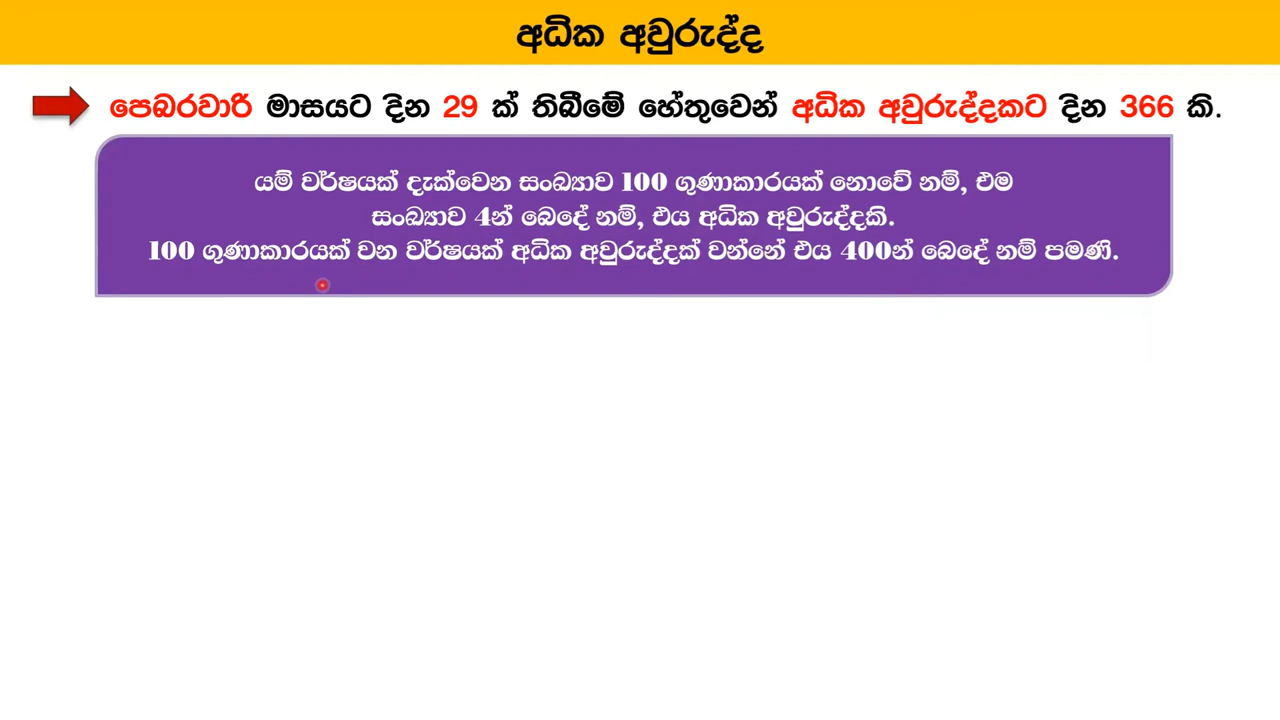 අධික අවුරුද්ද
පෙබරවාරි මාසයට දින 29 ක් තිබීමේ හේතුවෙන් අධික අවුරුද්දකට දින 366 කි.
යම් වර්ෂයක් දැක්වෙන සංඛ්‍යාව 100 ගුණාකාරයක් නොවේ නම්, එම
සංඛ්‍යාව 4න් බෙදේ නම්, එය අධික අවුරුද්දකි.
100 ගුණාකාරයක් වන වර්ෂයක් අධික අවුරුද්දක් වන්නේ එය 400න් බෙදේ නම් පමණි.